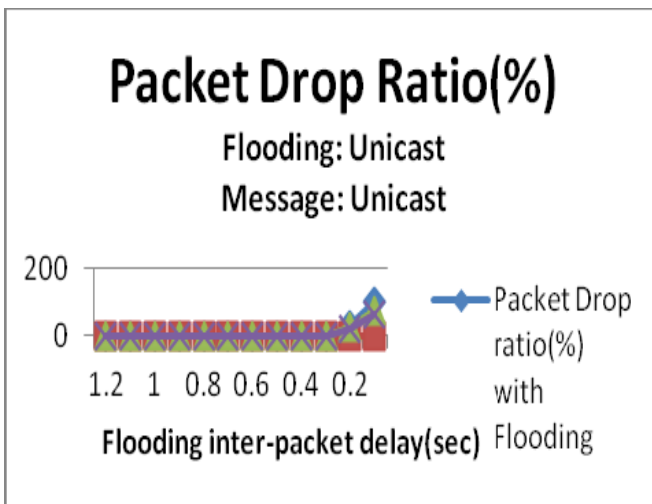 Packet Drop Ratio(%)
Flooding: Unicast
Message: Unicast
200
0
1.2 1 0.8 0.6 0.4 0.2
Flooding inter-packet delay(sec)
Packet Drop
ratio(%)
with
Flooding